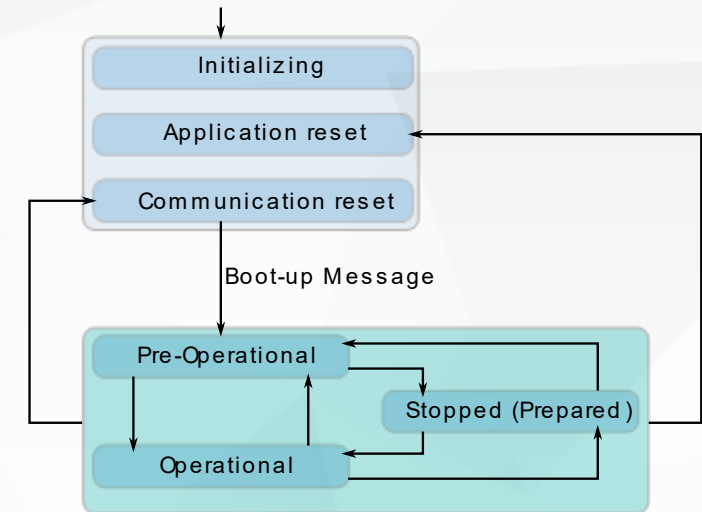 Initializing
Application reset
Communication reset
Boot-up Message
Pre-Operational
Stopped (Prepared)
Operational